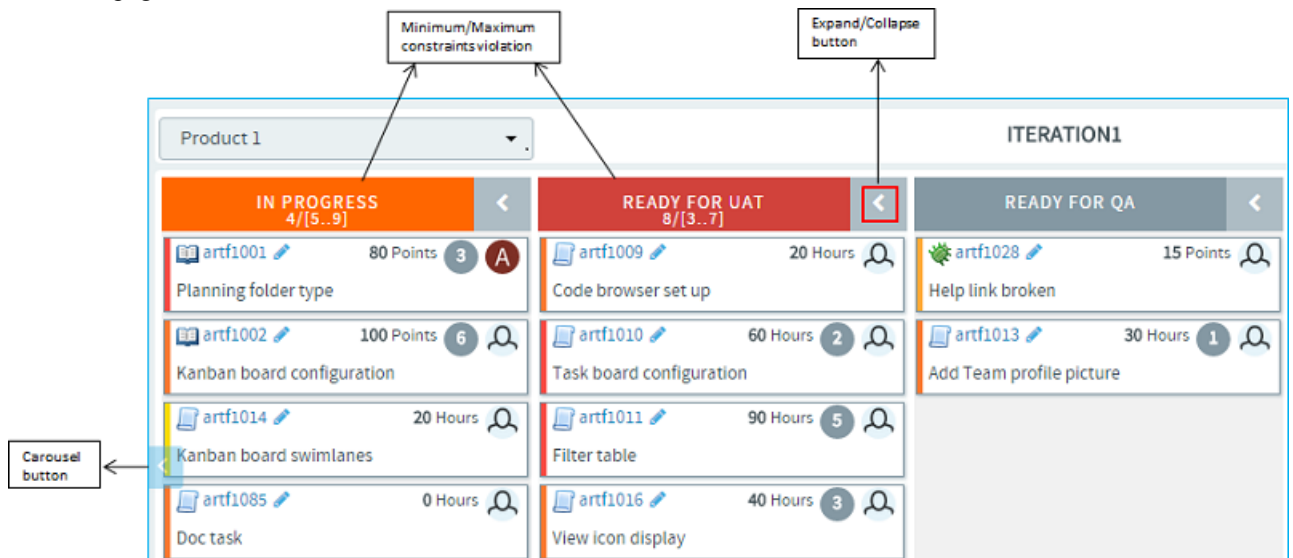 Minimum/Maximum
constraints violation
Expand/Collapse
button
Product 1
ITERATION1
IN PROGRESS
4/[5..9]
READY FOR UAT
8/[3..7]
READY FOR QA
artf1001 80 Points 3 A
Planning folder type
artf1009 20 Hours
Code browser set up
artf1028 15 Points
Help link broken
artf1002 100 Points 6
Kanban board configuration
artf1010 60 Hours 2
Task board configuration
artf1013 30 Hours 1
Add Team profile picture
artf1014 20 Hours
Kanban board swimlanes
artf1011 90 Hours 5
Filter table
Carousel
button
artf1085 0 Hours
Doc task
artf1016 40 Hours 3
View icon display